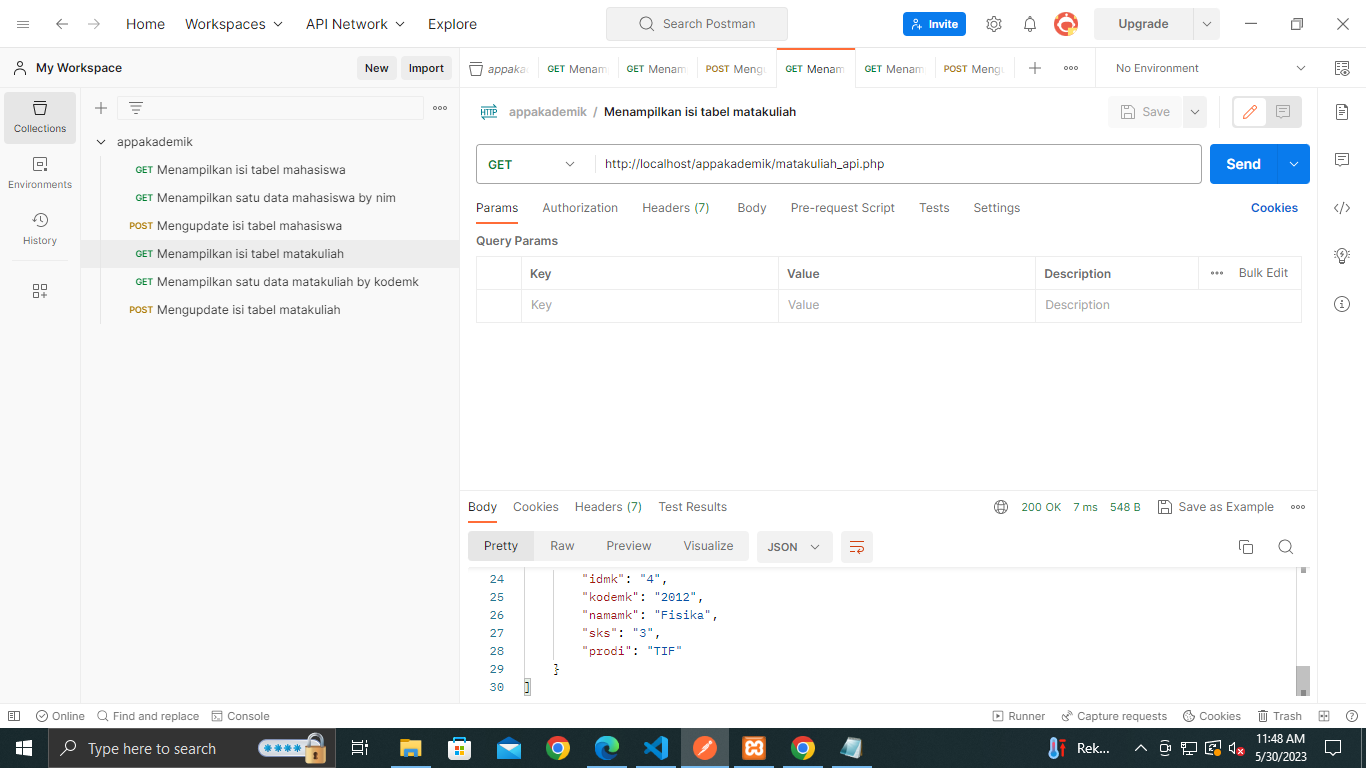 Home Workspaces API Network Explore Search Postman Invite Upgrade
My Workspace New Import appaka GET Menam GET Menam POST Mengu GET Menam GET Menam POST Mengu No Environment
Collections
Environments
History
appakademik
GET Menampilkan isi tabel mahasiswa
GET Menampilkan satu data mahasiswa by nim
POST Mengupdate isi tabel mahasiswa
GET Menampilkan isi tabel matakuliah
GET Menampilkan satu data matakuliah by kodemk
POST Mengupdate isi tabel matakuliah
HTTP appakademik / Menampilkan isi tabel matakuliah Save
GET http://localhost/appakademik/matakuliah_api.php Send
Params Authorization Headers (7) Body Pre-request Script Tests Settings Cookies
Query Params
Key Value Description Bulk Edit
Key Value Description
Body Cookies Headers (7) Test Results 200 OK 7 ms 548 B Save as Example
Pretty Raw Preview Visualize JSON
24 "idmk": "4",
25 "kodemk": "2012",
26 "namamk": "Fisika",
27 "sks": "3",
28 "prodi": "TIF"
29 }
30 ]
Online Find and replace Console Runner Capture requests Cookies Trash
Type here to search Rek... 11:48 AM
5/30/2023